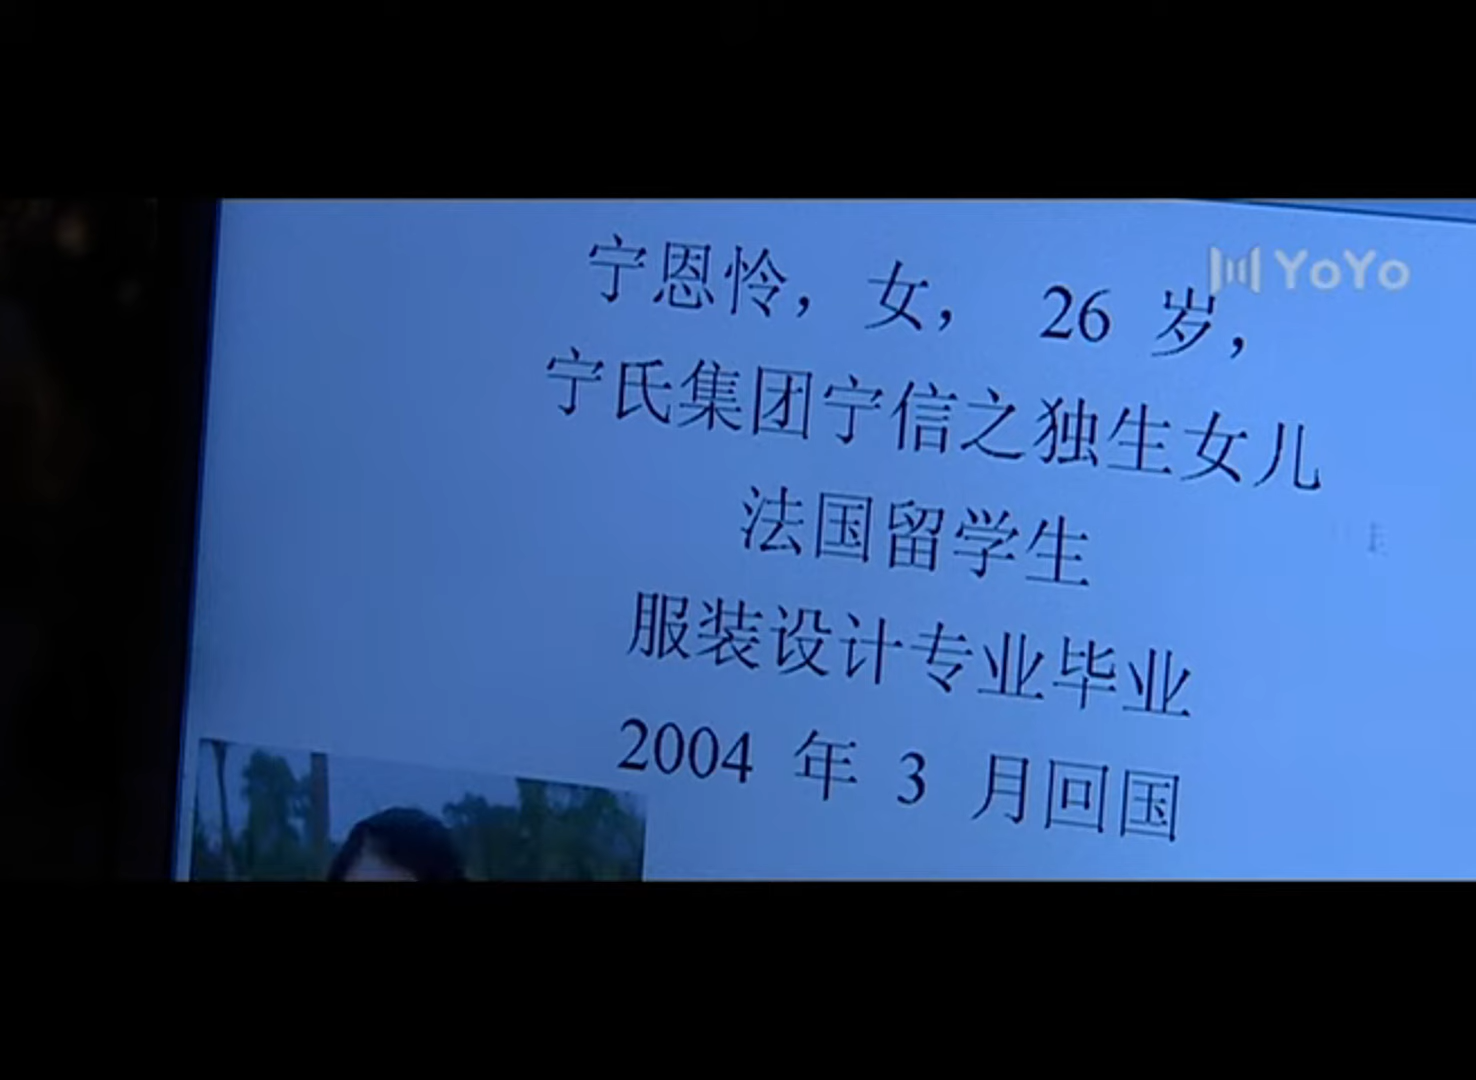 YoYo
宁恩怜，女， 26 岁，
宁氏集团宁信之独生女儿
法国留学生
服装设计专业毕业
2004 年 3 月回国